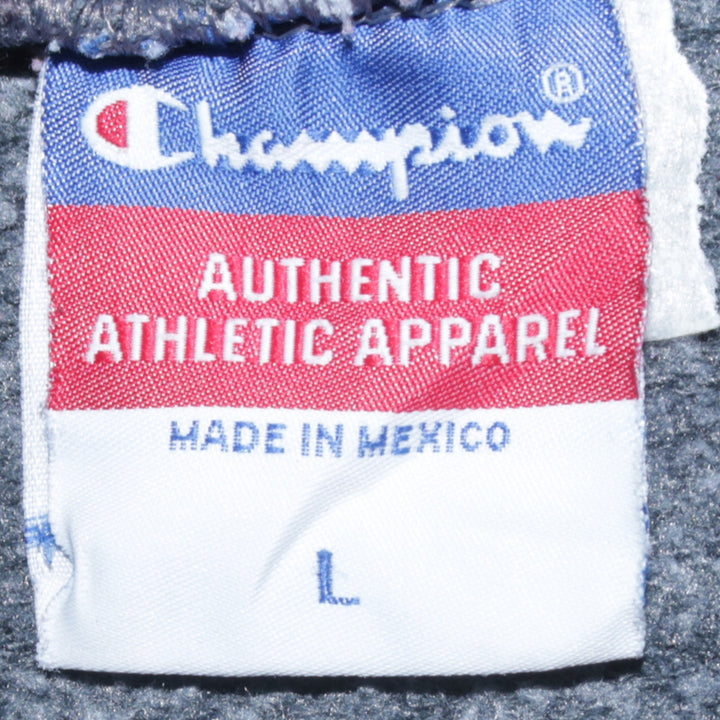 Champion®
AUTHENTIC
ATHLETIC APPAREL
MADE IN MEXICO
L